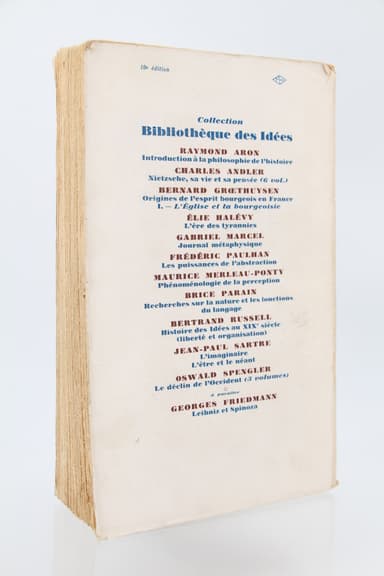 18e édition
Collection
Bibliothèque des Idées
RAYMOND ARON
Introduction à la philosophie de l'histoire
CHARLES ANDLER
Nietzsche, sa vie et sa pensée (6 vol.)
BERNARD GRŒTHUYSEN
Origines de l'esprit bourgeois en France
I. — L'Église et la bourgeoisie
ÉLIE HALÉVY
L'ère des tyrannies
GABRIEL MARCEL
Journal métaphysique
FRÉDÉRIC PAULHAN
Les puissances de l'abstraction
MAURICE MERLEAU-PONTY
Phénoménologie de la perception
BRICE PARAIN
Recherches sur la nature et les fonctions
du langage
BERTRAND RUSSELL
Histoire des Idées au XIXe siècle
(liberté et organisation)
JEAN-PAUL SARTRE
L'imaginaire
L'être et le néant
OSWALD SPENGLER
Le déclin de l'Occident (5 volumes)
à paraître
GEORGES FRIEDMANN
Leibniz et Spinoza